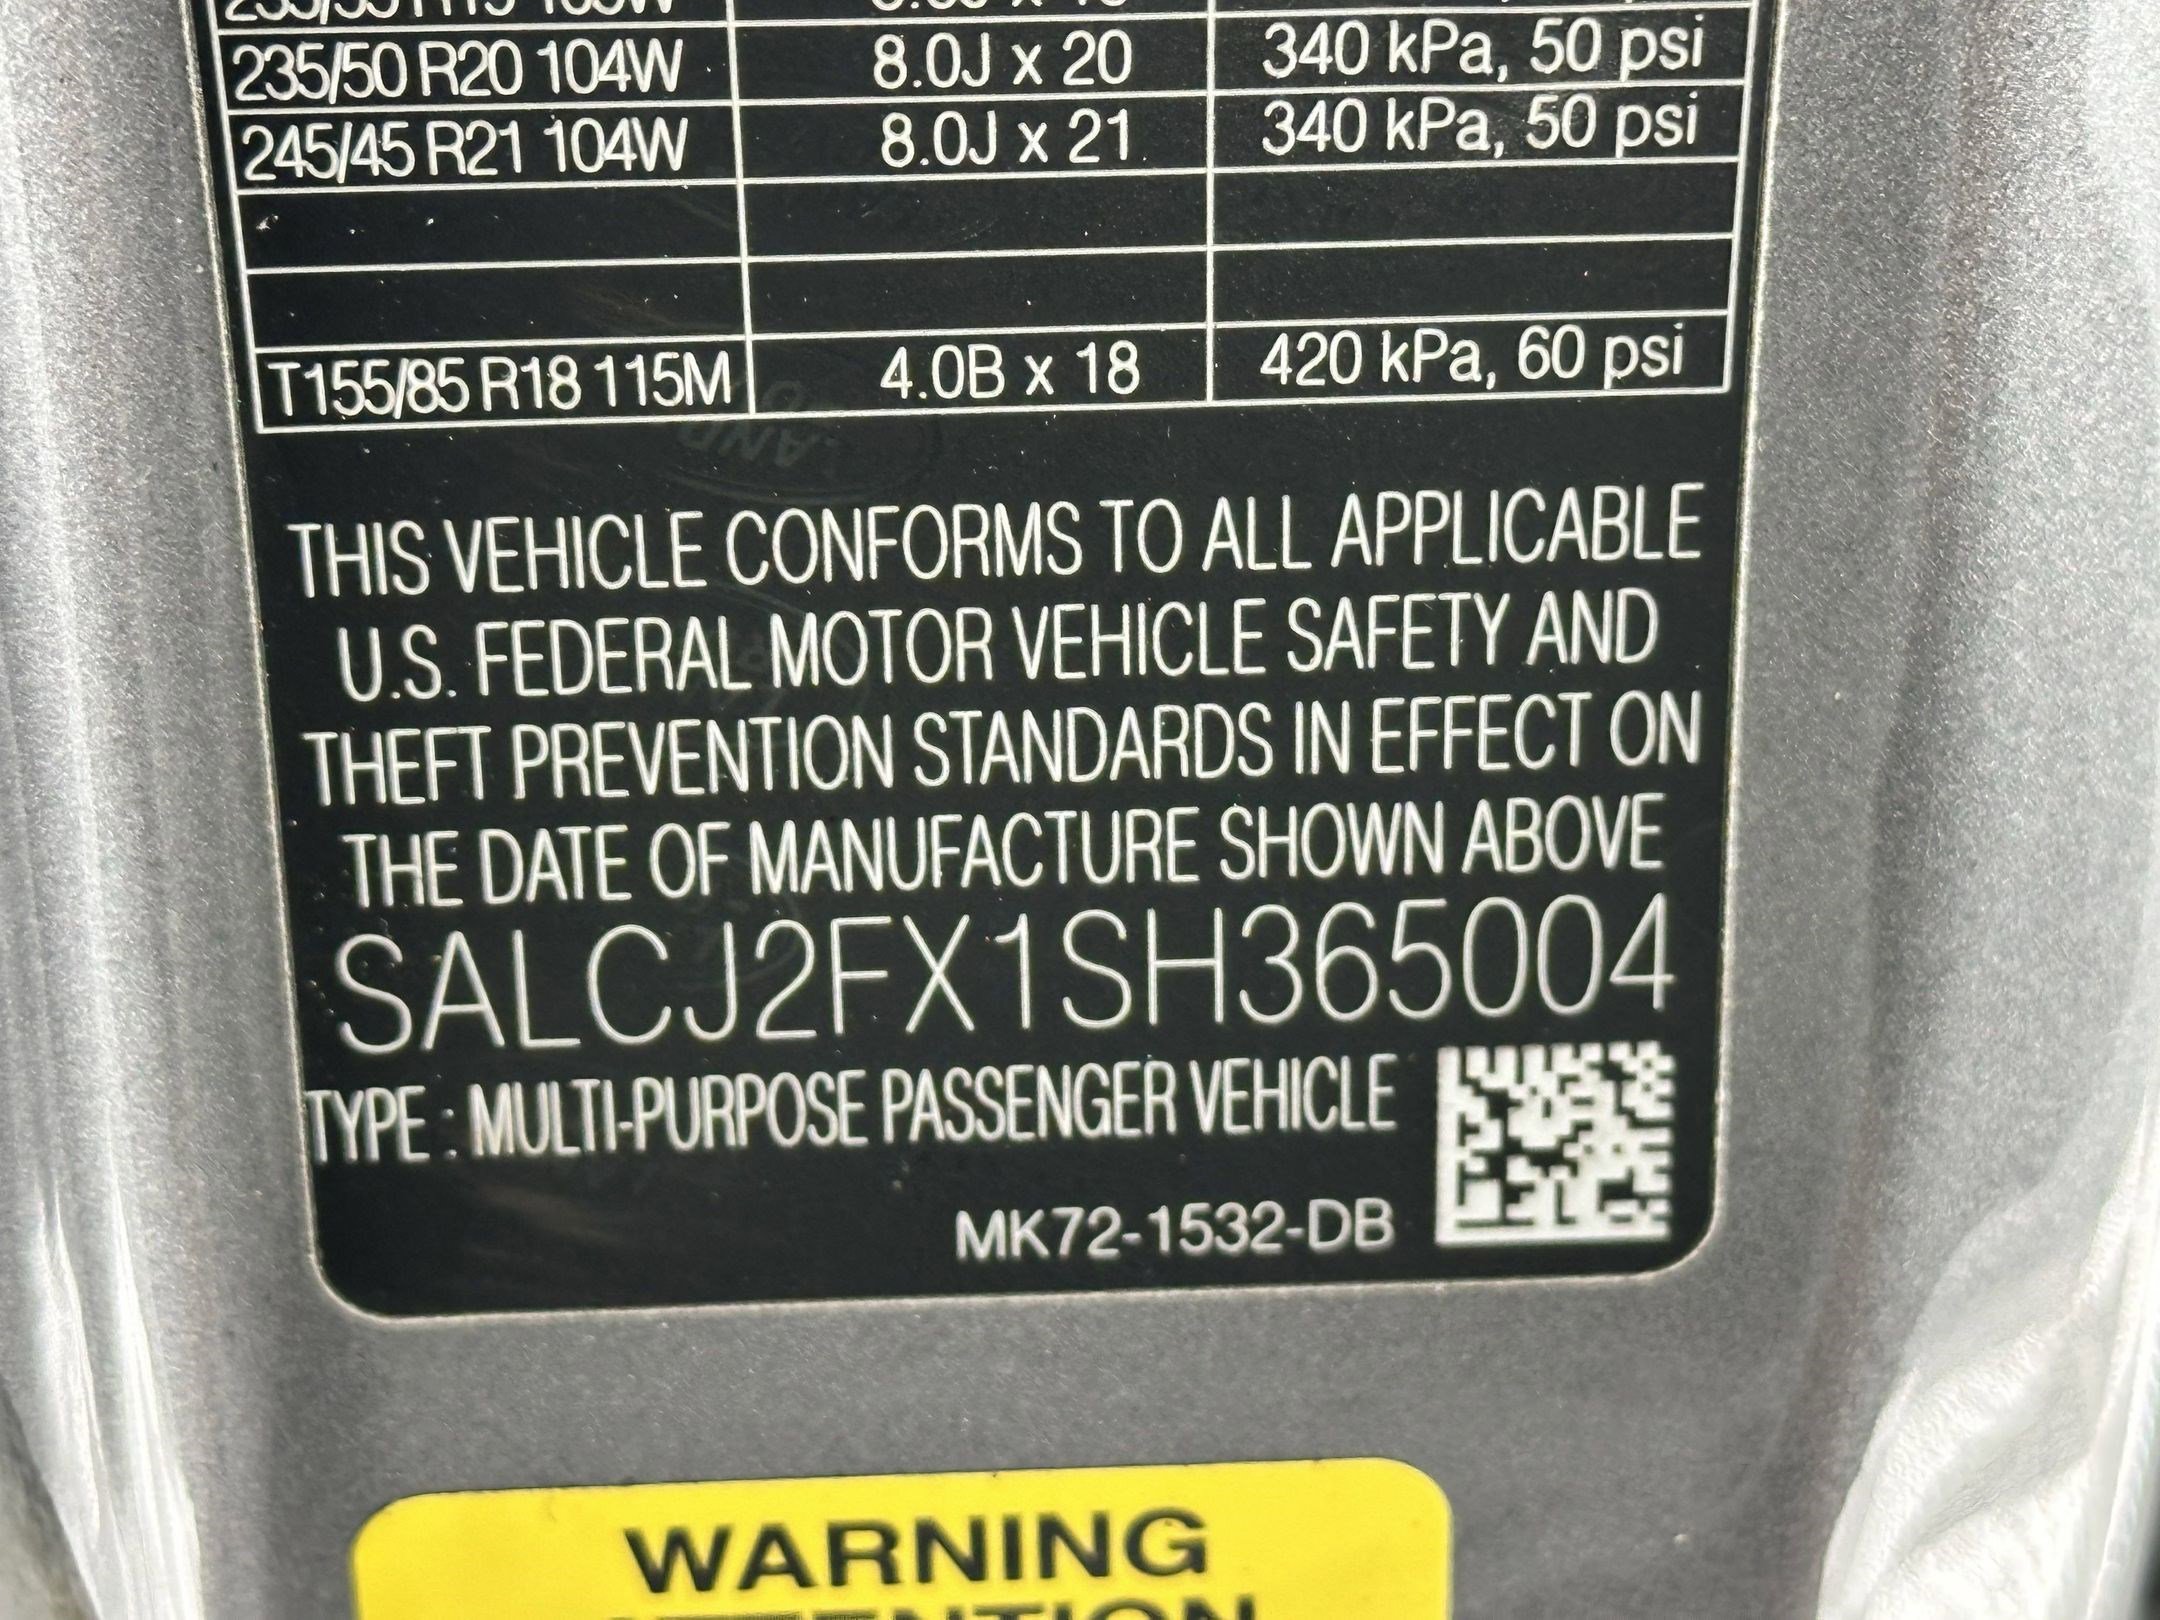 235/50 R20 104W 8.0J x 20 340 kPa, 50 psi
245/45 R21 104W 8.0J x 21 340 kPa, 50 psi
T155/85 R18 115M 4.0B x 18 420 kPa, 60 psi
THIS VEHICLE CONFORMS TO ALL APPLICABLE
U.S. FEDERAL MOTOR VEHICLE SAFETY AND
THEFT PREVENTION STANDARDS IN EFFECT ON
THE DATE OF MANUFACTURE SHOWN ABOVE
SALCJ2FX1SH365004
TYPE : MULTI-PURPOSE PASSENGER VEHICLE
MK72-1532-DB
WARNING
ATTENTION